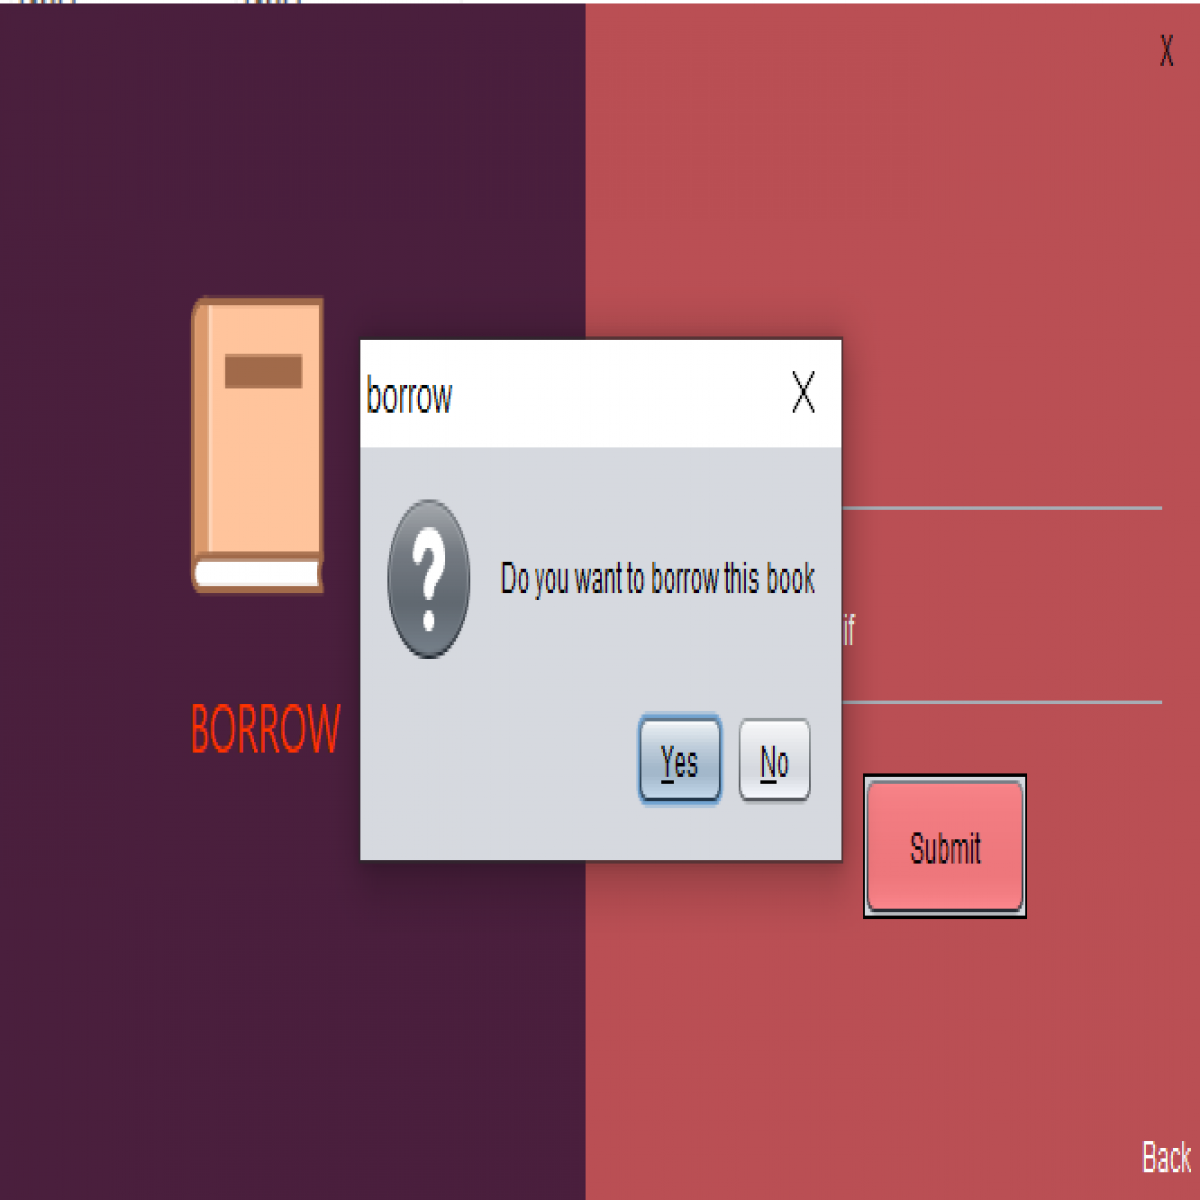 X
borrow
X
Do you want to borrow this book
if
BORROW
Yes
No
Submit
Back